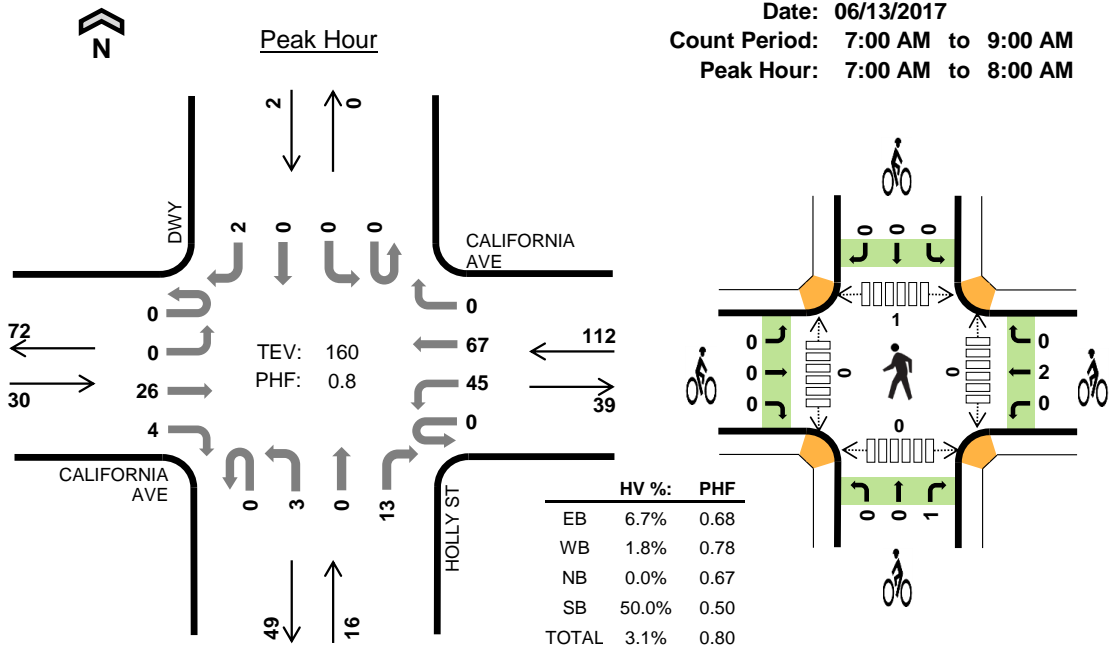 N
Peak Hour
Date: 06/13/2017
Count Period: 7:00 AM to 9:00 AM
Peak Hour: 7:00 AM to 8:00 AM
2
0
DWY
2 0 0 0
CALIFORNIA
AVE
0
0
26
4
72
30
TEV: 160
PHF: 0.8
0
67
45
0
112
39
CALIFORNIA
AVE
0 3 0 13
HOLLY ST
49
16
0 0 0
1
0
0
0
0
0
0
0
2
0
0
0 0 1
HV %: PHF
EB 6.7% 0.68
WB 1.8% 0.78
NB 0.0% 0.67
SB 50.0% 0.50
TOTAL 3.1% 0.80